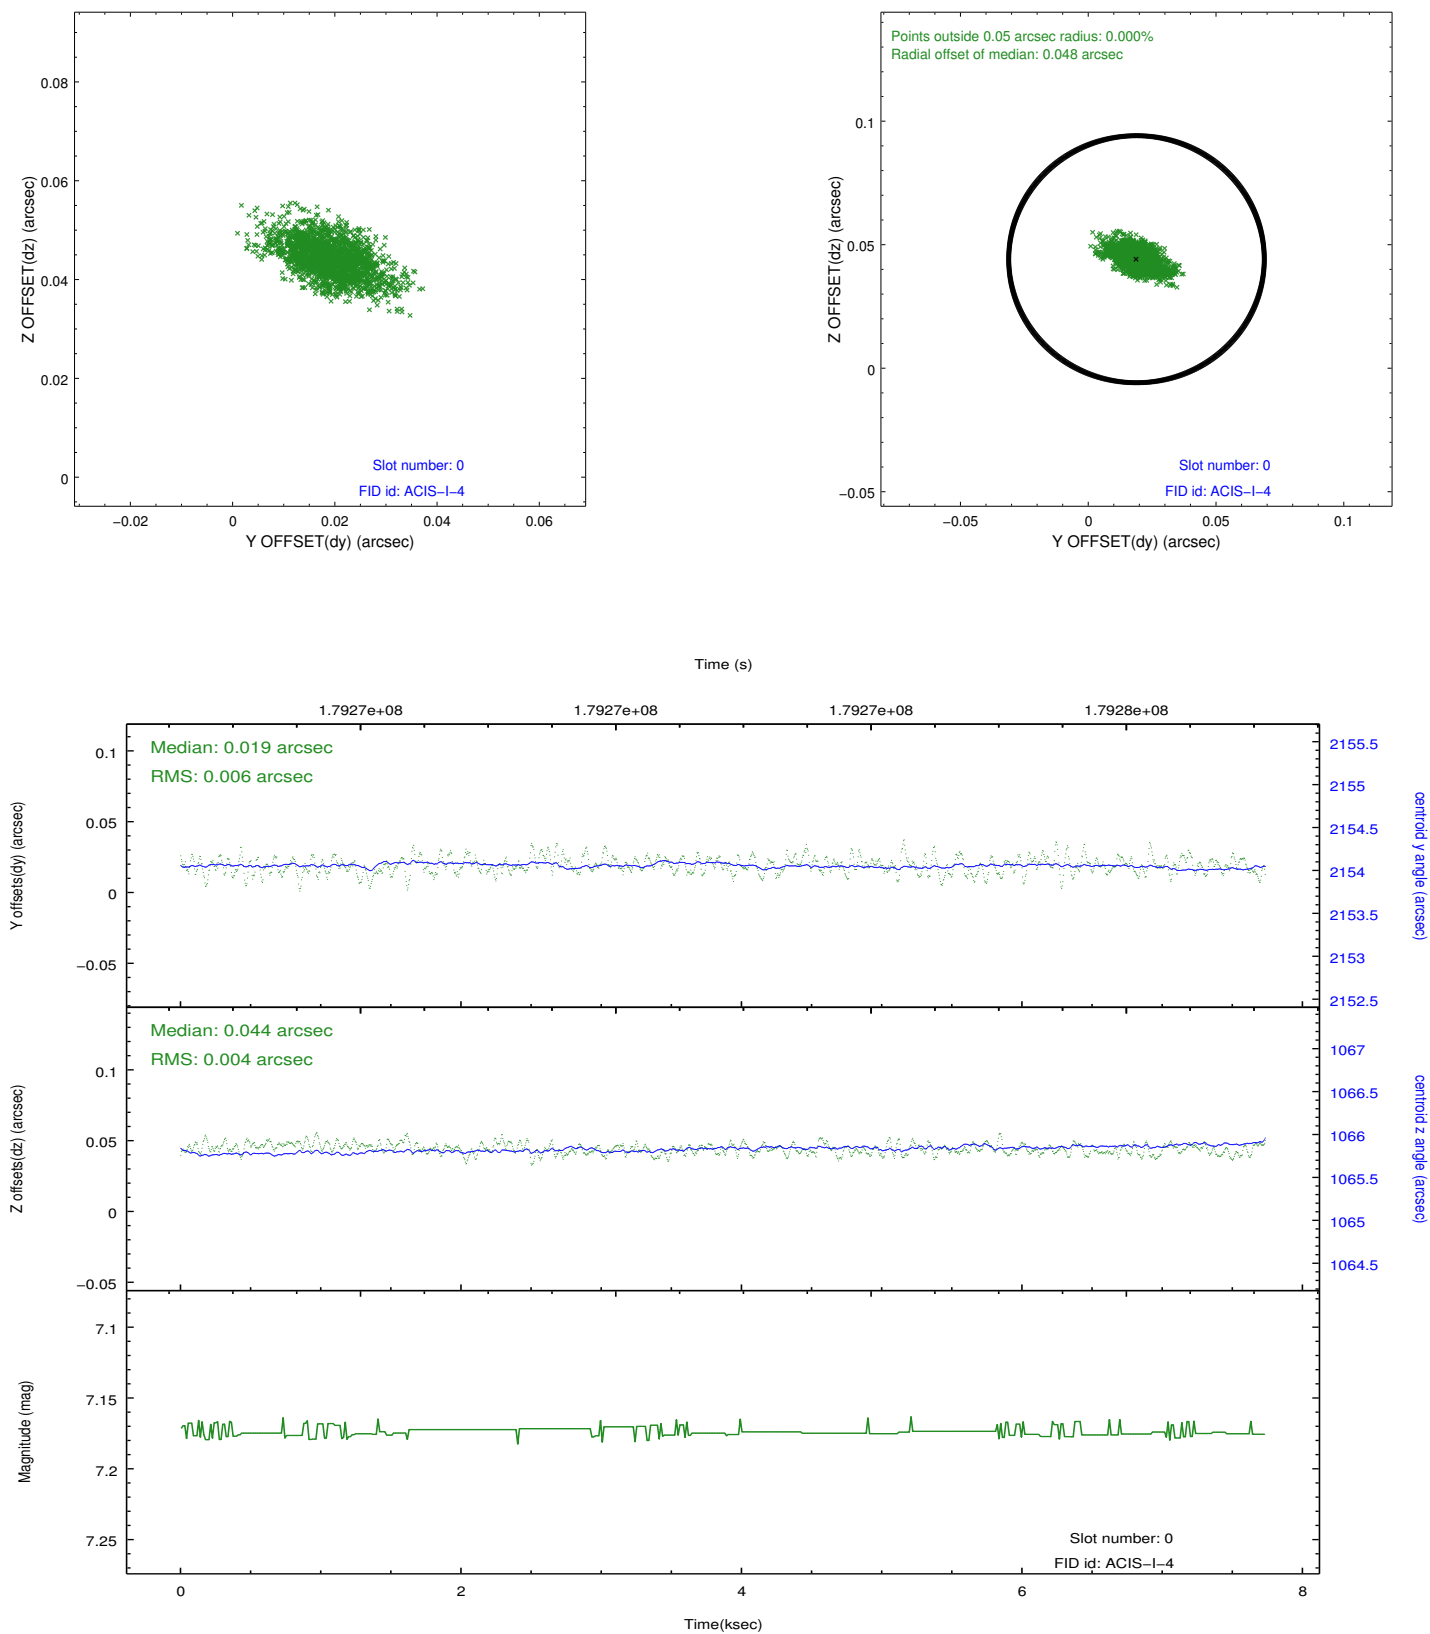 0.08
0.06
0.04
0.02
0
Z OFFSET(dz) (arcsec)
Slot number: 0
FID id: ACIS−I−4
−0.02
0
0.02
0.04
0.06
Y OFFSET(dy) (arcsec)
Points outside 0.05 arcsec radius: 0.000%
Radial offset of median: 0.048 arcsec
0.1
0.05
0
−0.05
Z OFFSET(dz) (arcsec)
Slot number: 0
FID id: ACIS−I−4
−0.05
0
0.05
0.1
Y OFFSET(dy) (arcsec)
Time (s)
1.7927e+08
1.7927e+08
1.7927e+08
1.7928e+08
Median: 0.019 arcsec
RMS: 0.006 arcsec
0.1
0.05
0
−0.05
Y offsets(dy) (arcsec)
2155.5
2155
2154.5
2154
2153.5
2153
2152.5
centroid y angle (arcsec)
Median: 0.044 arcsec
RMS: 0.004 arcsec
0.1
0.05
0
−0.05
Z offsets(dz) (arcsec)
1067
1066.5
1066
1065.5
1065
1064.5
centroid z angle (arcsec)
7.1
7.15
7.2
7.25
Magnitude (mag)
Slot number: 0
FID id: ACIS−I−4
0
2
4
6
8
Time(ksec)